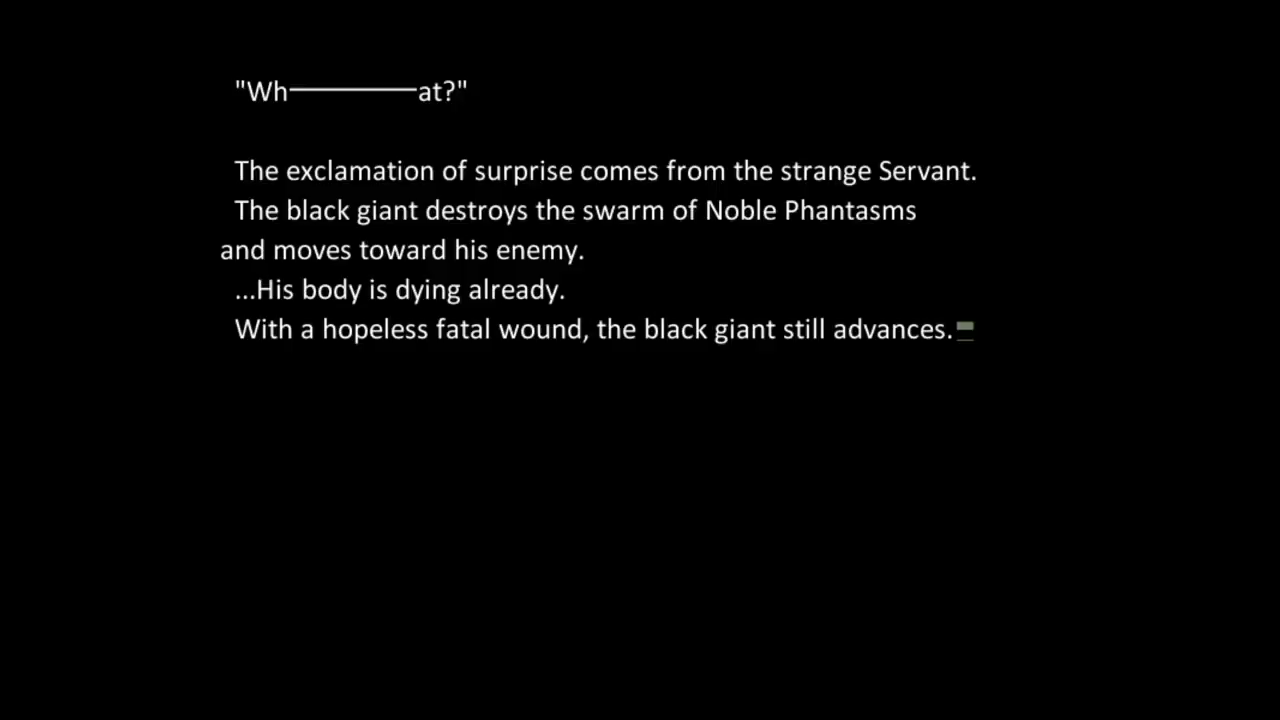 "Wh————at?"
The exclamation of surprise comes from the strange Servant.
The black giant destroys the swarm of Noble Phantasms
and moves toward his enemy.
...His body is dying already.
With a hopeless fatal wound, the black giant still advances.